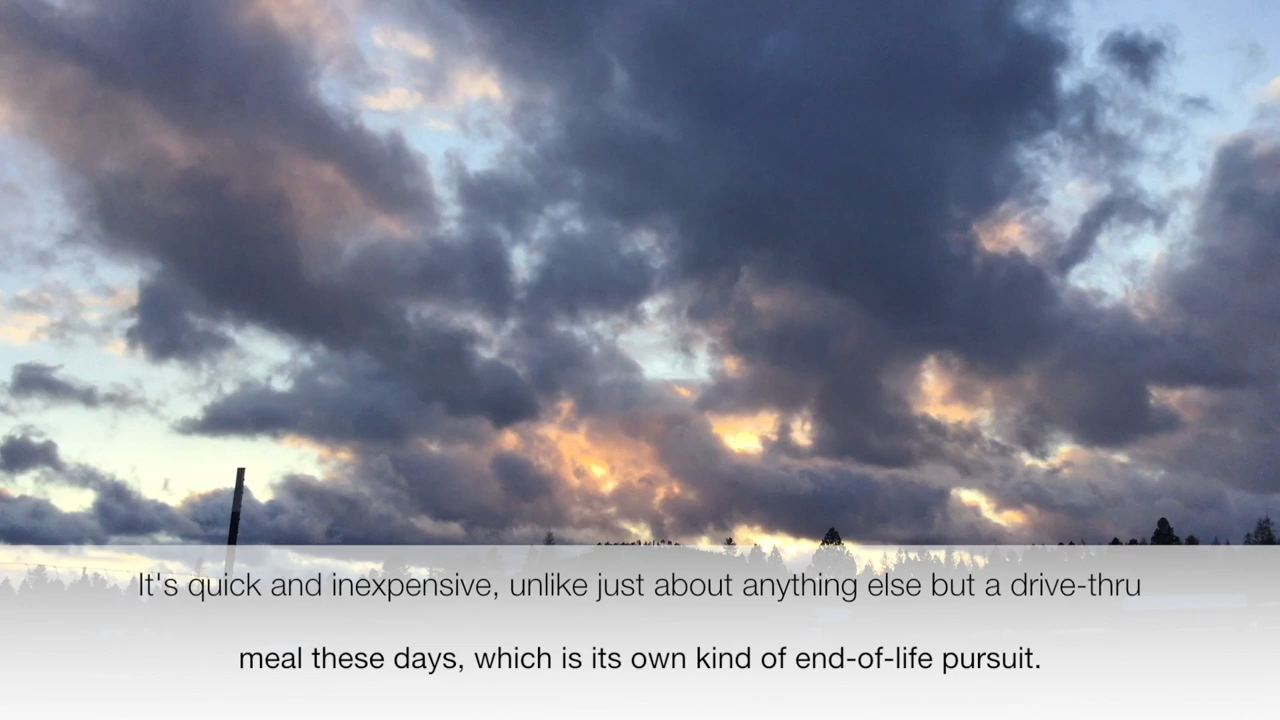 It's quick and inexpensive, unlike just about anything else but a drive-thru
meal these days, which is its own kind of end-of-life pursuit.